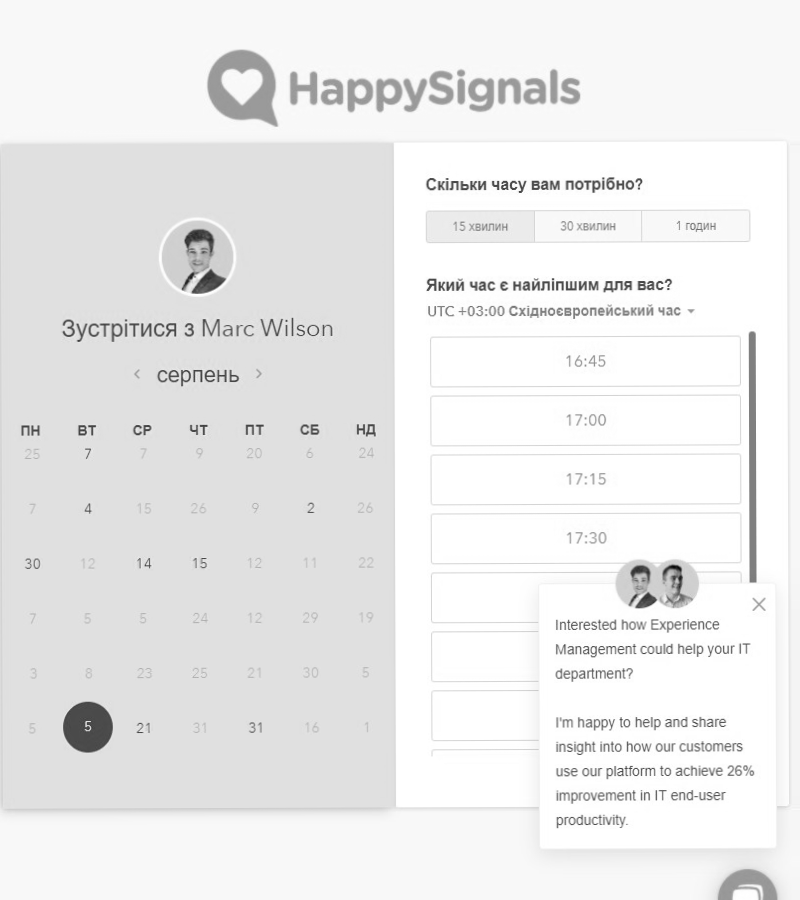 HappySignals
Зустрітися з Marc Wilson
серпень
ПН ВТ СР ЧТ ПТ СБ НД
25 7 7 9 20 6 24
7 4 15 26 9 2 26
30 12 14 15 12 11 22
7 5 5 24 12 29 19
3 8 23 25 21 30 5
5 5 21 31 31 16 1
Скільки часу вам потрібно?
15 хвилин 30 хвилин 1 годин
Який час є найліпшим для вас?
UTC +03:00 Східноєвропейський час
16:45
17:00
17:15
17:30
Interested how Experience
Management could help your IT
department?
I'm happy to help and share
insight into how our customers
use our platform to achieve 26%
improvement in IT end-user
productivity.